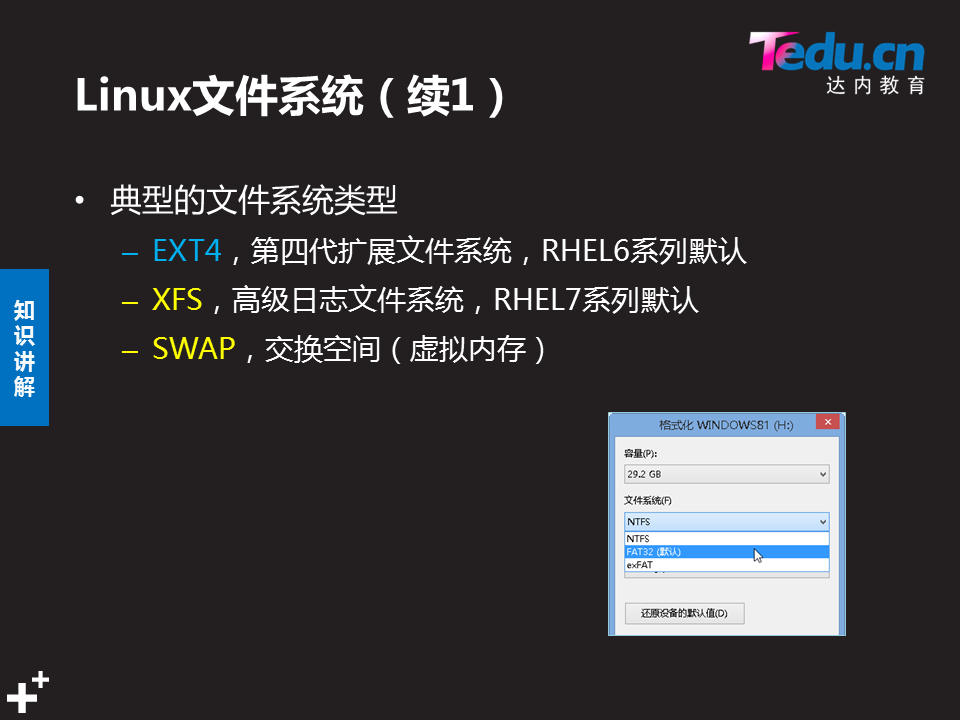 Tedu.cn
达内教育
Linux文件系统（续1）
• 典型的文件系统类型
– EXT4，第四代扩展文件系统，RHEL6系列默认
– XFS，高级日志文件系统，RHEL7系列默认
– SWAP，交换空间（虚拟内存）
知识讲解
格式化 WINDOWS81 (H:)
容量(P):
29.2 GB
文件系统(F)
NTFS
NTFS
FAT32 (默认)
exFAT
还原设备的默认值(D)